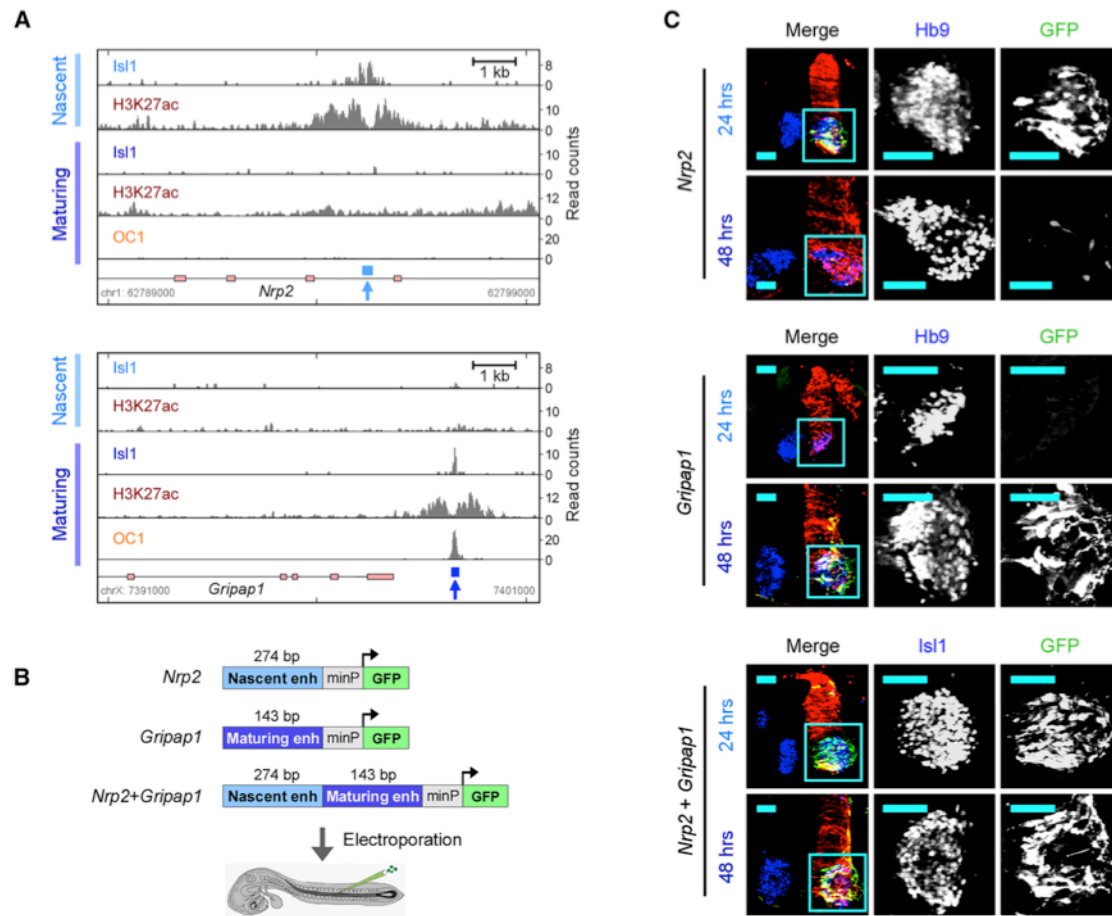 A
Nascent
Isl1
8
0
1 kb
H3K27ac
10
0
Maturing
Isl1
10
0
H3K27ac
12
0
OC1
20
0
Read counts
chr1: 62789000
Nrp2
62799000
Nascent
Isl1
8
0
1 kb
H3K27ac
10
0
Maturing
Isl1
10
0
H3K27ac
12
0
OC1
20
0
Read counts
chrX: 7391000
Gripap1
7401000
B
274 bp
Nrp2
Nascent enh
minP
GFP
143 bp
Gripap1
Maturing enh
minP
GFP
274 bp
143 bp
Nrp2+Gripap1
Nascent enh
Maturing enh
minP
GFP
Electroporation
C
Merge
Hb9
GFP
Nrp2
24 hrs
48 hrs
Merge
Hb9
GFP
Gripap1
24 hrs
48 hrs
Merge
Isl1
GFP
Nrp2 + Gripap1
24 hrs
48 hrs